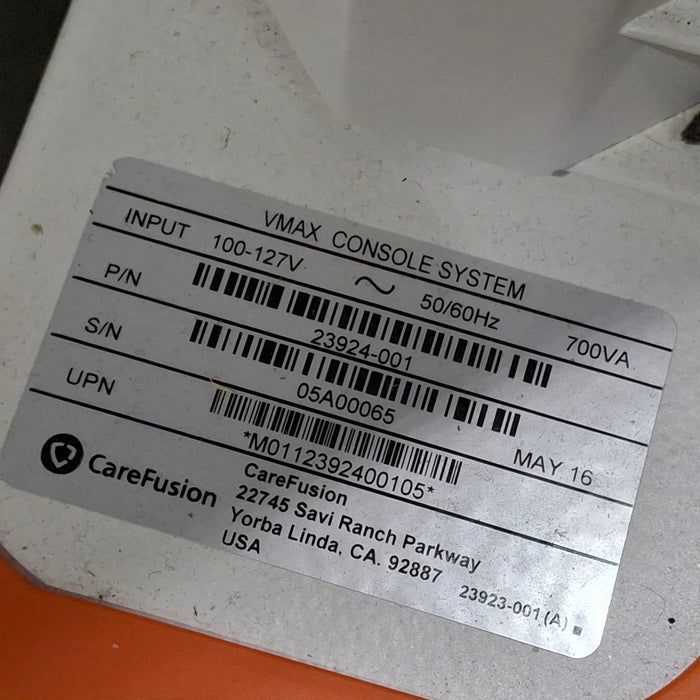 VMAX CONSOLE SYSTEM
INPUT 100-127V ~ 50/60Hz 700VA
P/N
23924-001
S/N
05A00065
MAY 16
UPN
*M0112392400105*
CareFusion
CareFusion
22745 Savi Ranch Parkway
Yorba Linda, CA. 92887
USA
23923-001 (A)